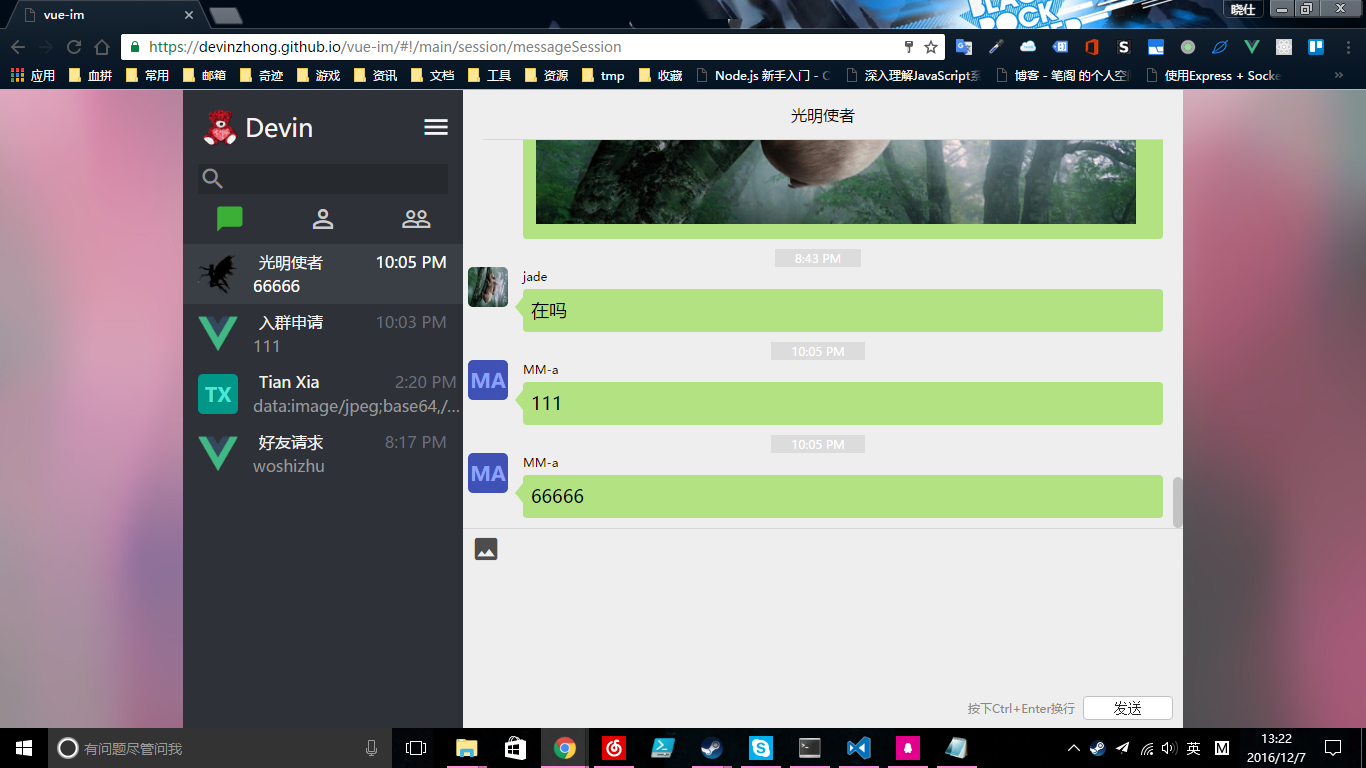 vue-im
晓仕
https://devinzhong.github.io/vue-im/#!/main/session/messageSession
应用 血拼 常用 邮箱 奇迹 游戏 资讯 文档 工具 资源 tmp 收藏 Node.js 新手入门 - C 深入理解JavaScript系 博客 - 笔阁 的个人空 使用Express + Socke
Devin
光明使者 10:05 PM
66666
入群申请 10:03 PM
111
TX
Tian Xia 2:20 PM
data:image/jpeg;base64,/...
好友请求 8:17 PM
woshizhu
光明使者
8:43 PM
jade
在吗
10:05 PM
MA
MM-a
111
10:05 PM
MA
MM-a
66666
按下Ctrl+Enter换行 发送
有问题尽管问我
英
M
13:22
2016/12/7